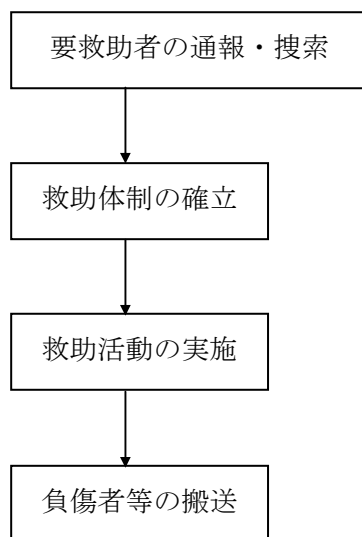 要救助者の通報・捜索
救助体制の確立
救助活動の実施
負傷者等の搬送